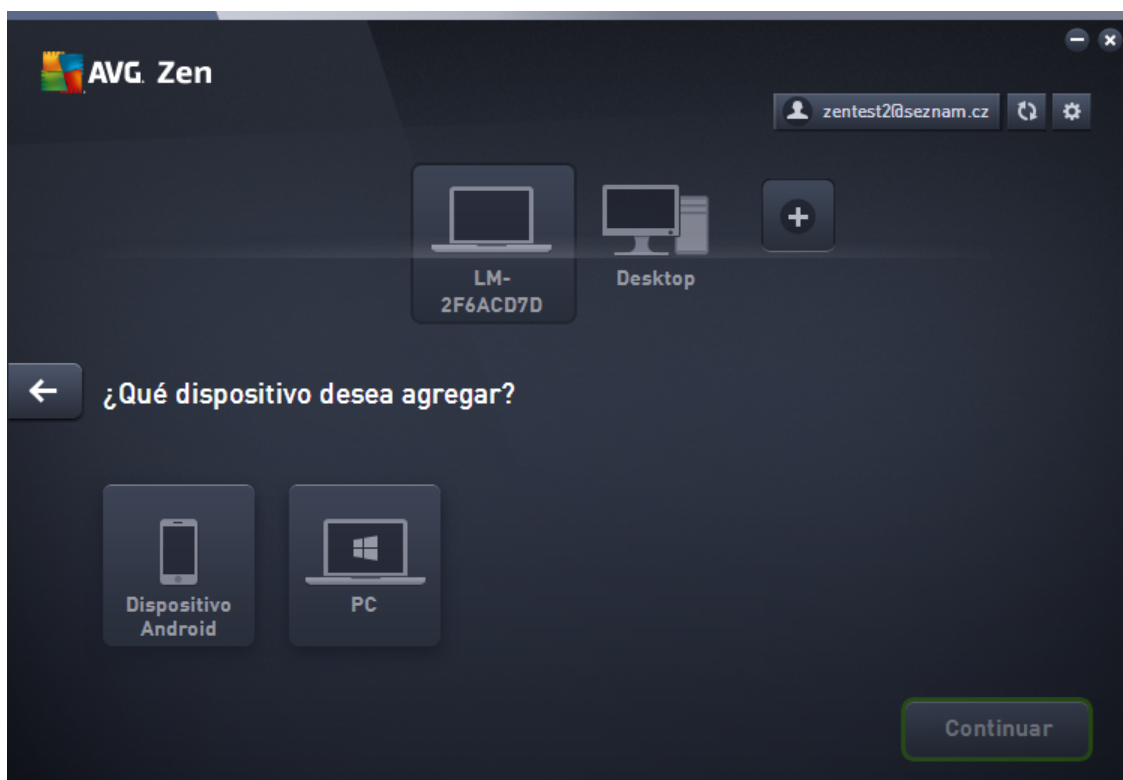 AVG. Zen
zentest2@seznam.cz
LM-
2F6ACD7D
Desktop
¿Qué dispositivo desea agregar?
Dispositivo
Android
PC
Continuar